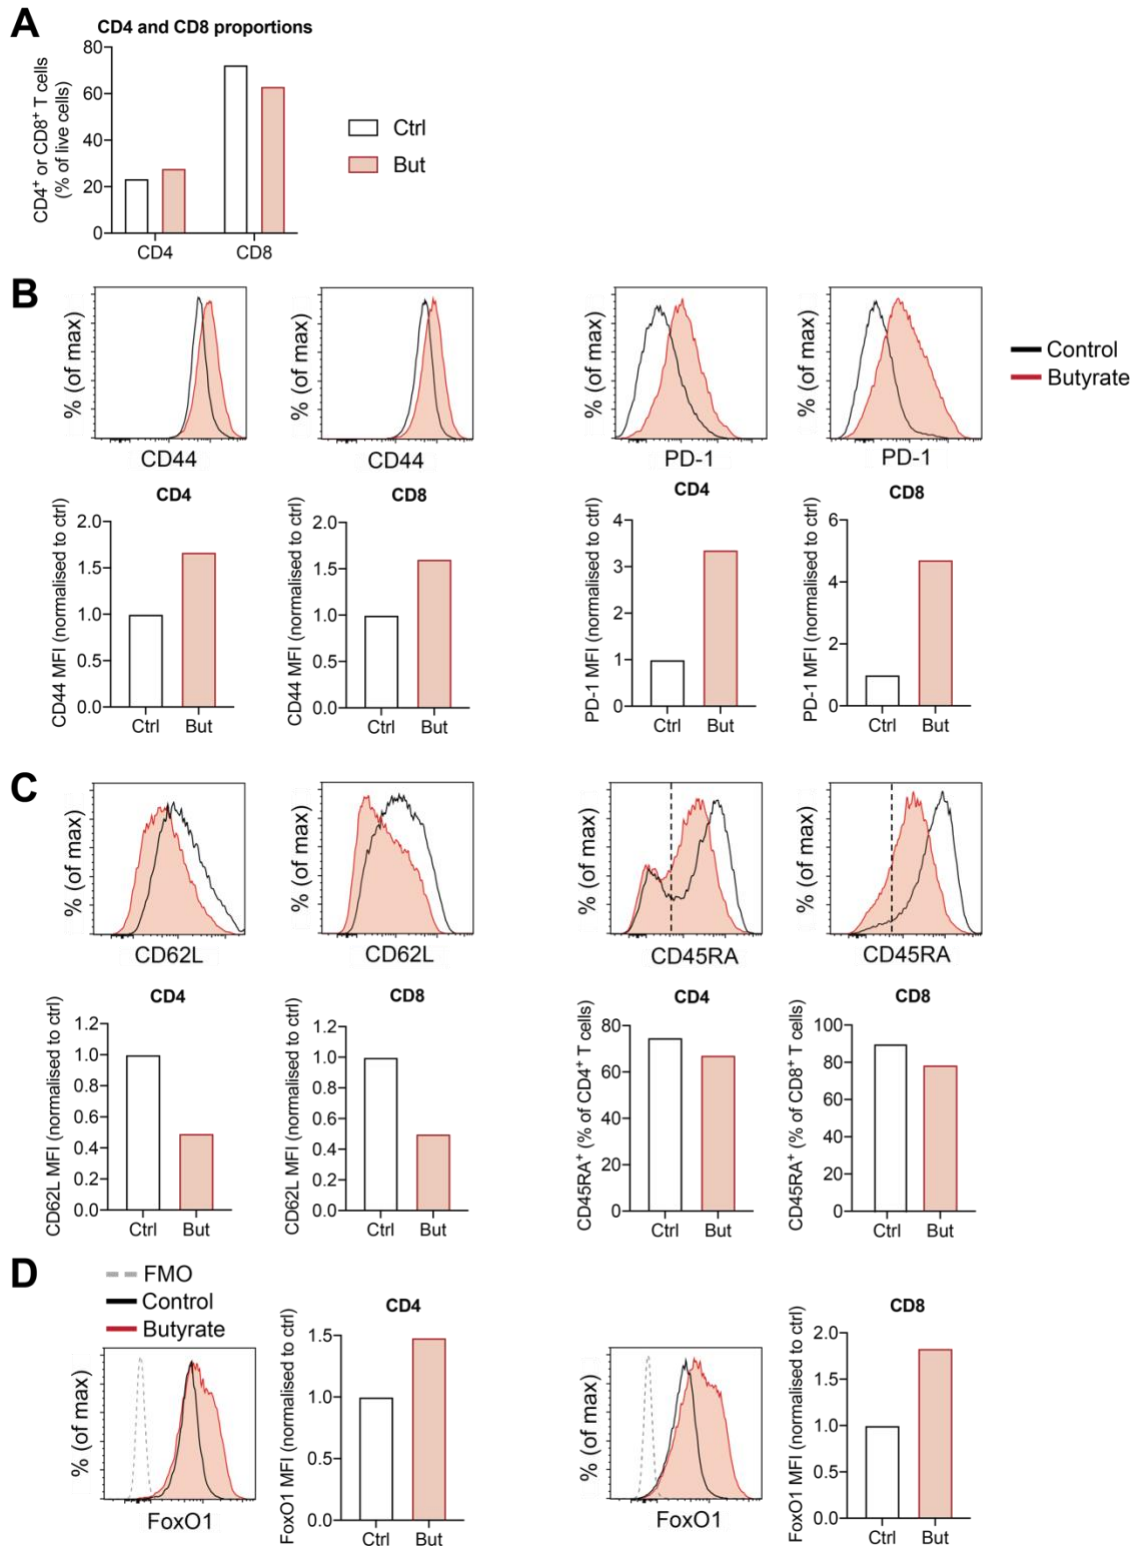 A
CD4 and CD8 proportions
CD4⁺ or CD8⁺ T cells
(% of live cells)
80
60
40
20
0
CD4
CD8
Ctrl
But
B
% (of max)
CD44
% (of max)
CD44
% (of max)
PD-1
% (of max)
PD-1
Control
Butyrate
CD4
CD44 MFI (normalised to ctrl)
2.0
1.5
1.0
0.5
0.0
Ctrl But
CD8
CD44 MFI (normalised to ctrl)
2.0
1.5
1.0
0.5
0.0
Ctrl But
CD4
PD-1 MFI (normalised to ctrl)
4
3
2
1
0
Ctrl But
CD8
PD-1 MFI (normalised to ctrl)
6
4
2
0
Ctrl But
C
% (of max)
CD62L
% (of max)
CD62L
% (of max)
CD45RA
% (of max)
CD45RA
CD4
CD62L MFI (normalised to ctrl)
1.2
1.0
0.8
0.6
0.4
0.2
0.0
Ctrl But
CD8
CD62L MFI (normalised to ctrl)
1.2
1.0
0.8
0.6
0.4
0.2
0.0
Ctrl But
CD4
CD45RA⁺ (% of CD4⁺ T cells)
80
60
40
20
0
Ctrl But
CD8
CD45RA⁺ (% of CD8⁺ T cells)
100
80
60
40
20
0
Ctrl But
D
FMO
Control
Butyrate
% (of max)
FoxO1
CD4
FoxO1 MFI (normalised to ctrl)
1.5
1.0
0.5
0.0
Ctrl But
% (of max)
FoxO1
CD8
FoxO1 MFI (normalised to ctrl)
2.0
1.5
1.0
0.5
0.0
Ctrl But